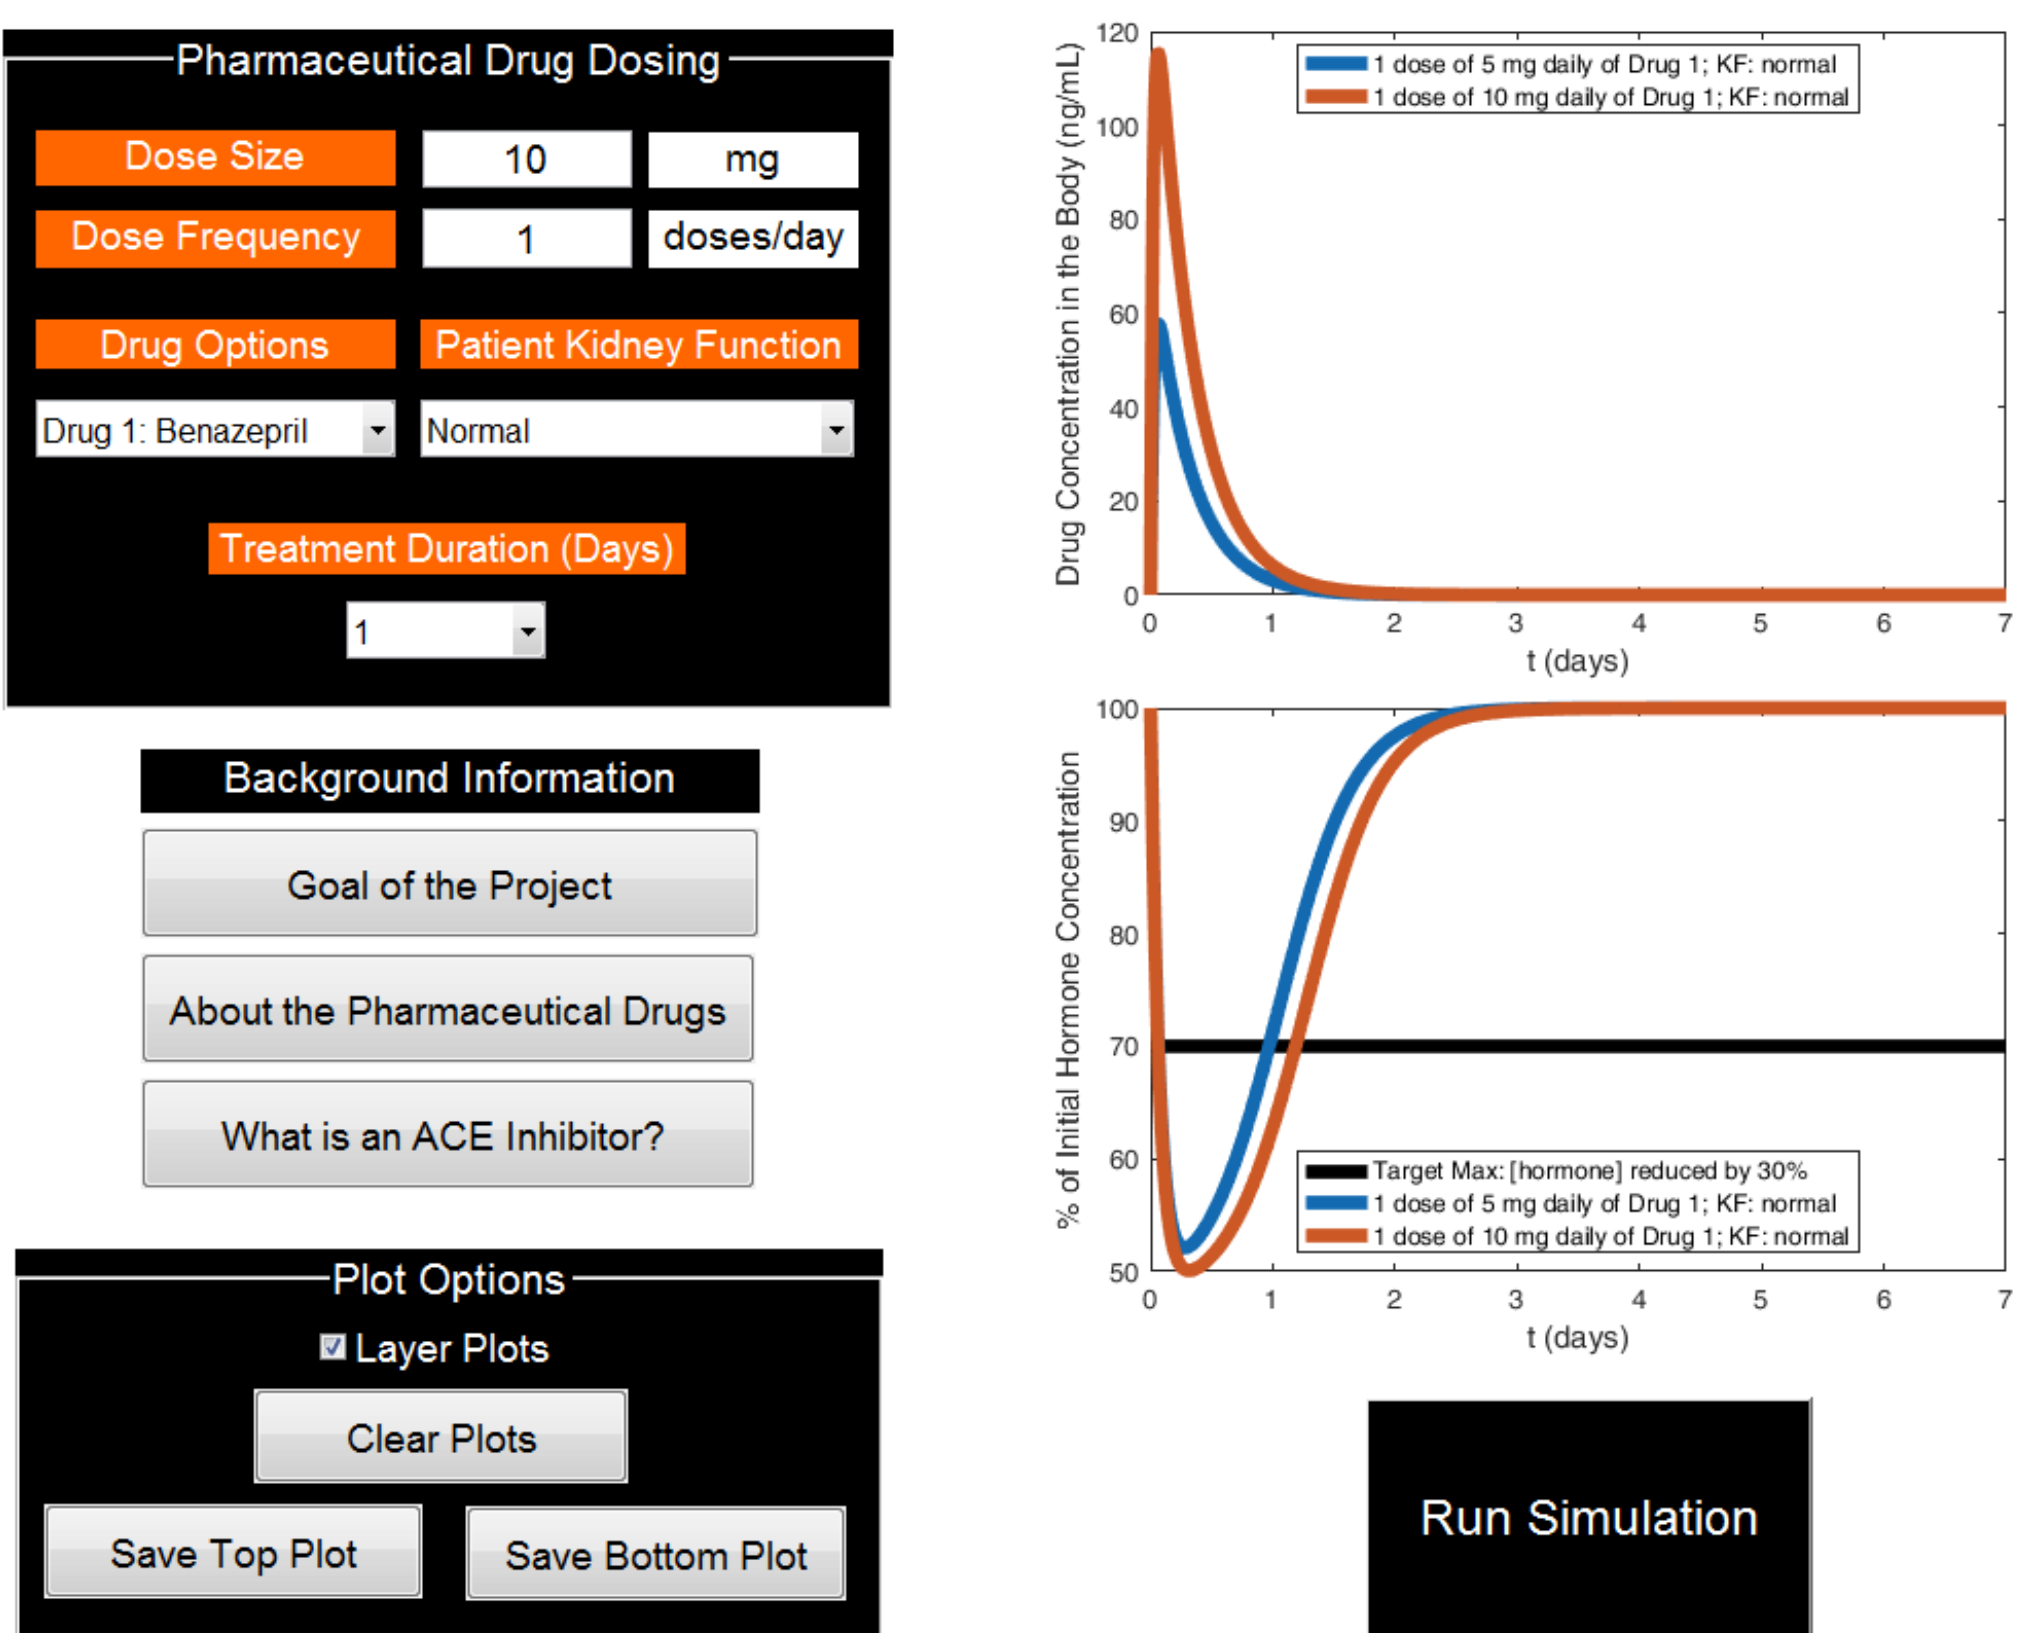 Pharmaceutical Drug Dosing
Dose Size 10 mg
Dose Frequency 1 doses/day
Drug Options Patient Kidney Function
Drug 1: Benazepril Normal
Treatment Duration (Days)
1
Background Information
Goal of the Project
About the Pharmaceutical Drugs
What is an ACE Inhibitor?
Plot Options
Layer Plots
Clear Plots
Save Top Plot Save Bottom Plot
Drug Concentration in the Body (ng/mL)
120
100
80
60
40
20
0
1 dose of 5 mg daily of Drug 1; KF: normal
1 dose of 10 mg daily of Drug 1; KF: normal
0 1 2 3 4 5 6 7
t (days)
% of Initial Hormone Concentration
100
90
80
70
60
50
Target Max: [hormone] reduced by 30%
1 dose of 5 mg daily of Drug 1; KF: normal
1 dose of 10 mg daily of Drug 1; KF: normal
0 1 2 3 4 5 6 7
t (days)
Run Simulation